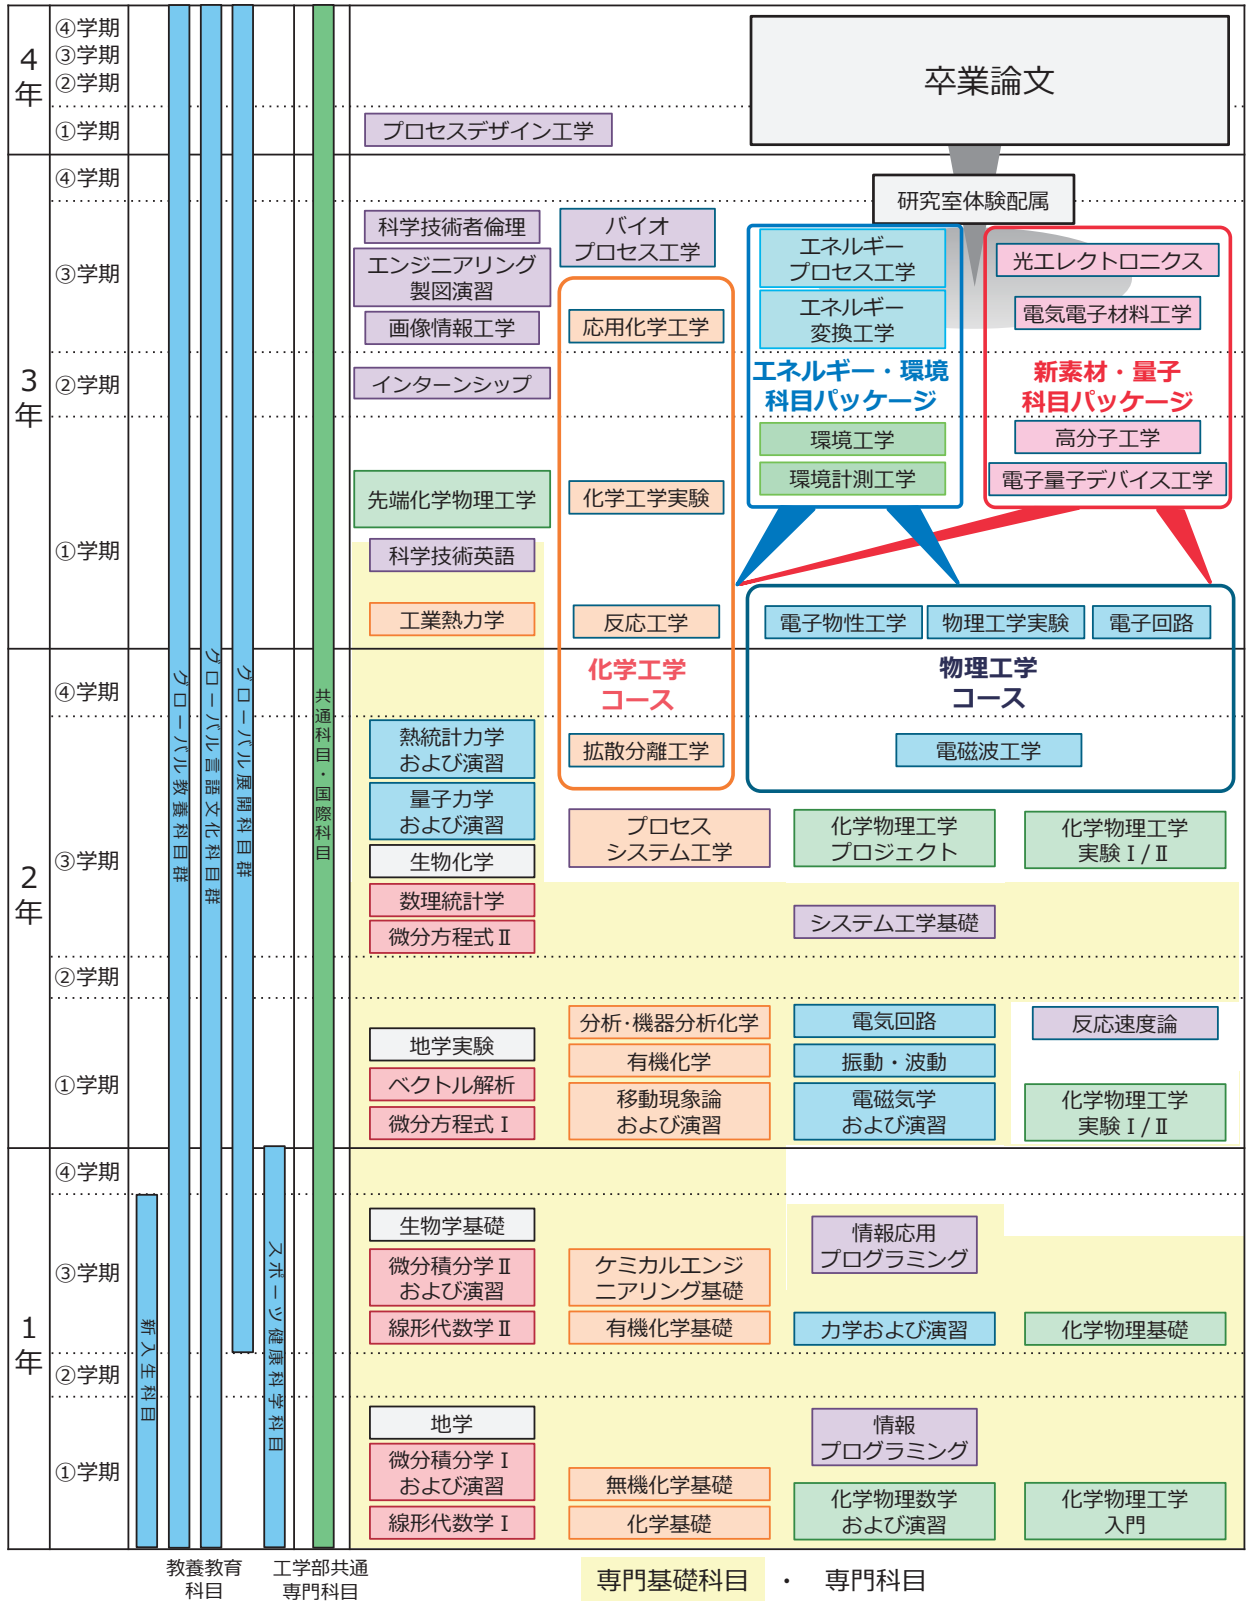 4
年
④学期
③学期
②学期
①学期
卒業論文
プロセスデザイン工学
3
年
④学期
③学期
②学期
①学期
研究室体験配属
科学技術者倫理
エンジニアリング
製図演習
画像情報工学
バイオ
プロセス工学
応用化学工学
エネルギー
プロセス工学
エネルギー
変換工学
光エレクトロニクス
電気電子材料工学
インターンシップ
エネルギー・環境
科目パッケージ
新素材・量子
科目パッケージ
環境工学
環境計測工学
高分子工学
電子量子デバイス工学
先端化学物理工学
化学工学実験
科学技術英語
工業熱力学
反応工学
電子物性工学
物理工学実験
電子回路
2
年
④学期
③学期
②学期
①学期
化学工学
コース
物理工学
コース
熱統計力学
および演習
拡散分離工学
電磁波工学
量子力学
および演習
プロセス
システム工学
化学物理工学
プロジェクト
化学物理工学
実験Ⅰ/Ⅱ
生物化学
数理統計学
微分方程式Ⅱ
システム工学基礎
地学実験
ベクトル解析
微分方程式Ⅰ
分析・機器分析化学
有機化学
移動現象論
および演習
電気回路
振動・波動
電磁気学
および演習
反応速度論
化学物理工学
実験Ⅰ/Ⅱ
1
年
④学期
③学期
②学期
①学期
生物学基礎
微分積分学Ⅱ
および演習
線形代数学Ⅱ
ケミカルエンジ
ニアリング基礎
有機化学基礎
情報応用
プログラミング
力学および演習
化学物理基礎
地学
微分積分学Ⅰ
および演習
線形代数学Ⅰ
無機化学基礎
化学基礎
情報
プログラミング
化学物理数学
および演習
化学物理工学
入門
新入生科目
グローバル教養科目群
グローバル言語文化科目群
グローバル展開科目群
スポーツ健康科学科目
共通科目・国際科目
教養教育
科目
工学部共通
専門科目
専門基礎科目 ・ 専門科目